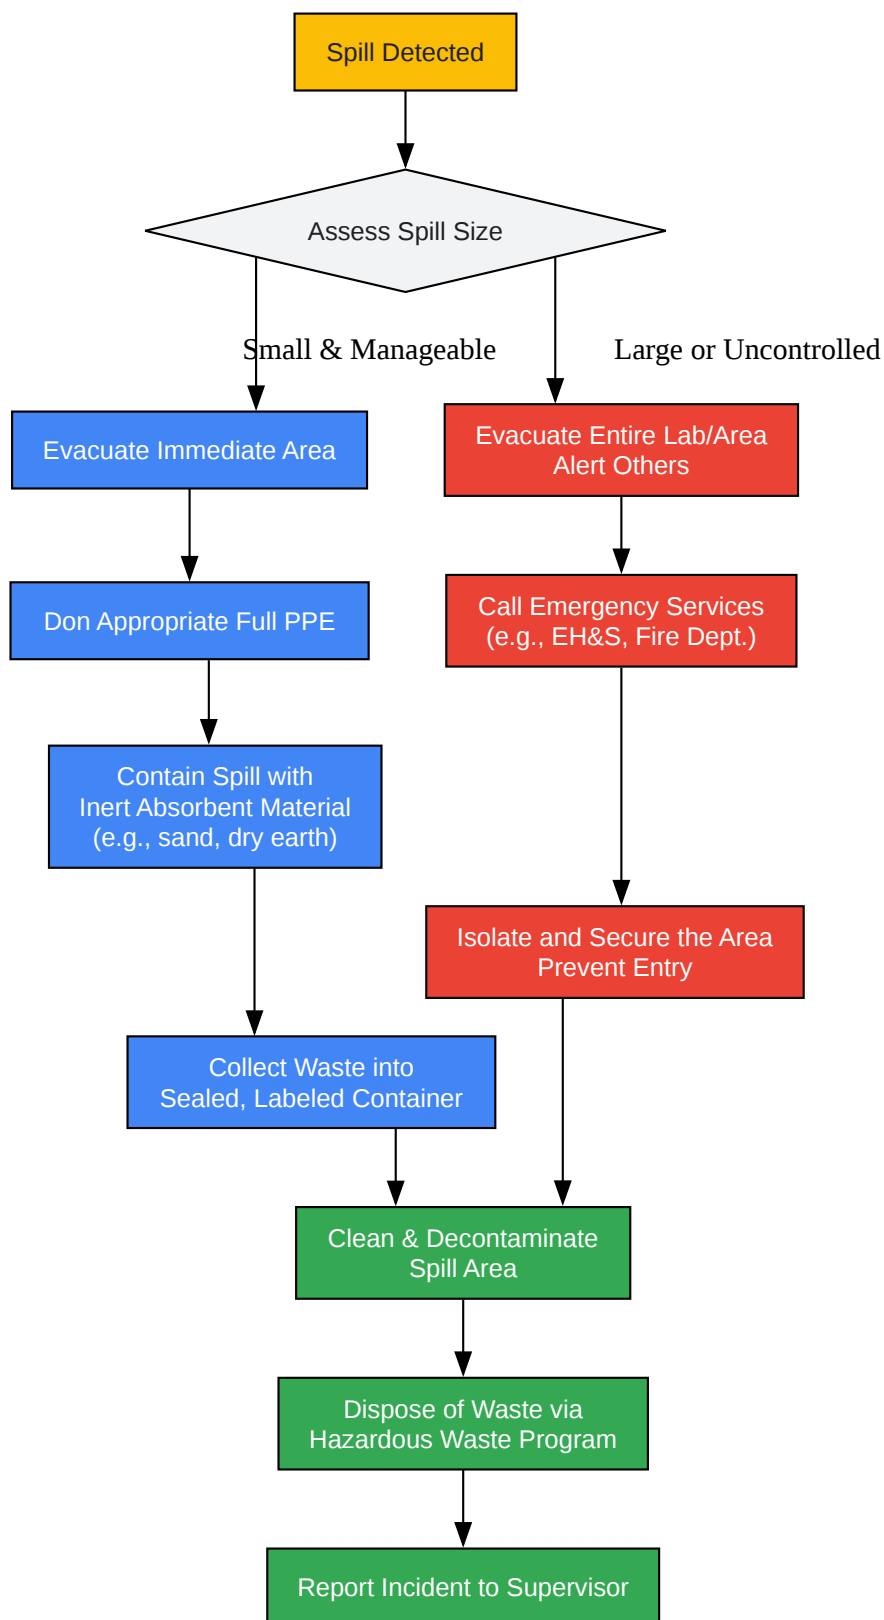 Spill Detected
Assess Spill Size
Small & Manageable
Large or Uncontrolled
Evacuate Immediate Area
Evacuate Entire Lab/Area
Alert Others
Don Appropriate Full PPE
Call Emergency Services
(e.g., EH&S, Fire Dept.)
Contain Spill with
Inert Absorbent Material
(e.g., sand, dry earth)
Isolate and Secure the Area
Prevent Entry
Collect Waste into
Sealed, Labeled Container
Clean & Decontaminate
Spill Area
Dispose of Waste via
Hazardous Waste Program
Report Incident to Supervisor